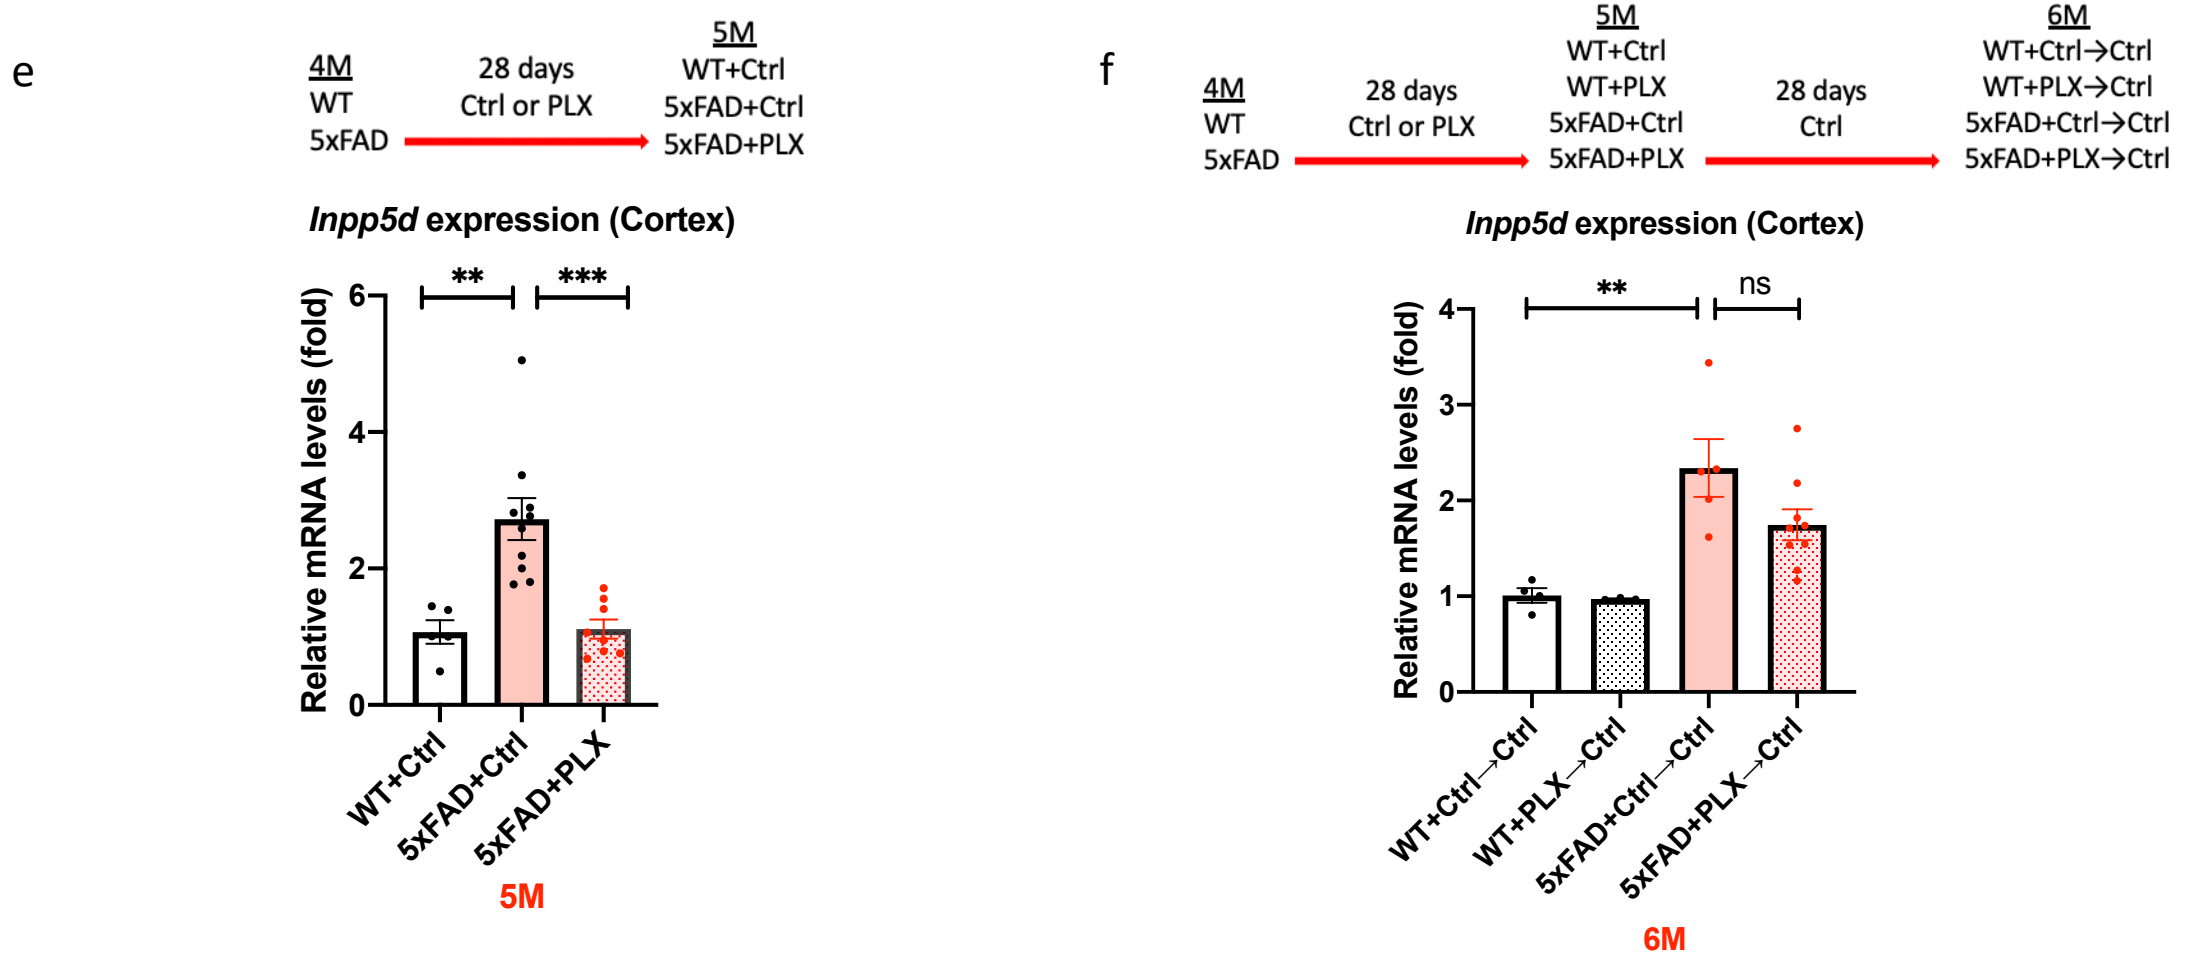 e
4M
WT
5xFAD
28 days
Ctrl or PLX
5M
WT+Ctrl
5xFAD+Ctrl
5xFAD+PLX
Inpp5d expression (Cortex)
** ***
Relative mRNA levels (fold)
6
4
2
0
WT+Ctrl
5xFAD+Ctrl
5xFAD+PLX
5M
f
4M
WT
5xFAD
28 days
Ctrl or PLX
5M
WT+Ctrl
WT+PLX
5xFAD+Ctrl
5xFAD+PLX
28 days
Ctrl
6M
WT+Ctrl→Ctrl
WT+PLX→Ctrl
5xFAD+Ctrl→Ctrl
5xFAD+PLX→Ctrl
Inpp5d expression (Cortex)
** ns
Relative mRNA levels (fold)
4
3
2
1
0
WT+Ctrl→Ctrl
WT+PLX→Ctrl
5xFAD+Ctrl→Ctrl
5xFAD+PLX→Ctrl
6M